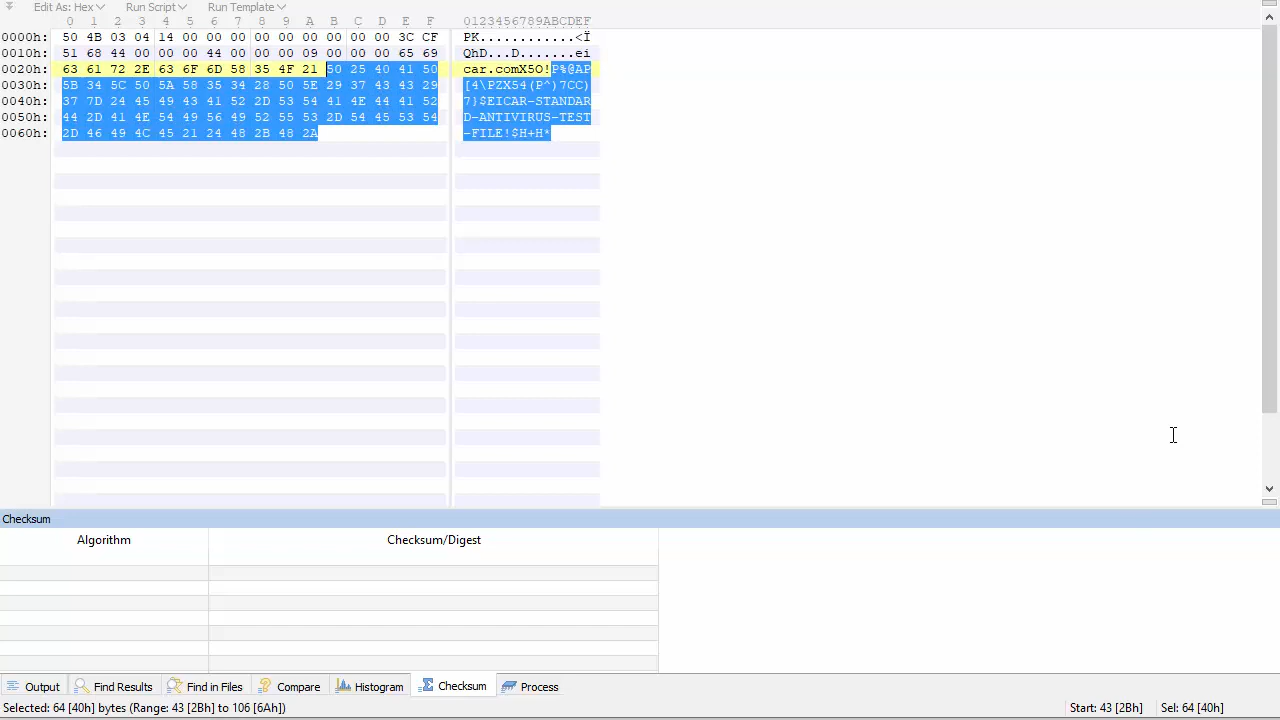 Edit As: Hex Run Script Run Template
0 1 2 3 4 5 6 7 8 9 A B C D E F 0123456789ABCDEF
0000h: 50 4B 03 04 14 00 00 00 00 00 00 00 00 00 3C CF PK............<Ï
0010h: 51 68 44 00 00 00 44 00 00 00 09 00 00 00 65 69 QhD...D.......ei
0020h: 63 61 72 2E 63 6F 6D 58 35 4F 21 50 25 40 41 50 car.comX5O!P%@AP
0030h: 5B 34 5C 50 5A 58 35 34 28 50 5E 29 37 43 43 29 [4\PZX54(P^)7CC)
0040h: 37 7D 24 45 49 43 41 52 2D 53 54 41 4E 44 41 52 7}$EICAR-STANDAR
0050h: 44 2D 41 4E 54 49 56 49 52 55 53 2D 54 45 53 54 D-ANTIVIRUS-TEST
0060h: 2D 46 49 4C 45 21 24 48 2B 48 2A -FILE!$H+H*
Checksum
Algorithm Checksum/Digest
Output Find Results Find in Files Compare Histogram Checksum Process
Selected: 64 [40h] bytes (Range: 43 [2Bh] to 106 [6Ah]) Start: 43 [2Bh] Sel: 64 [40h]